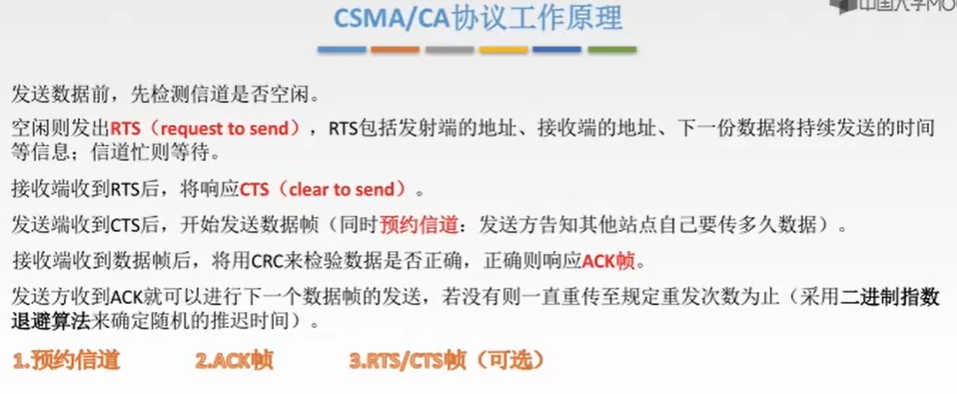 中国大学MOO
CSMA/CA协议工作原理
发送数据前，先检测信道是否空闲。
空闲则发出RTS（request to send），RTS包括发射端的地址、接收端的地址、下一份数据将持续发送的时间
等信息；信道忙则等待。
接收端收到RTS后，将响应CTS（clear to send）。
发送端收到CTS后，开始发送数据帧（同时预约信道：发送方告知其他站点自己要传多久数据）。
接收端收到数据帧后，将用CRC来检验数据是否正确，正确则响应ACK帧。
发送方收到ACK就可以进行下一个数据帧的发送，若没有则一直重传至规定重发次数为止（采用二进制指数
退避算法来确定随机的推迟时间）。
1.预约信道 2.ACK帧 3.RTS/CTS帧（可选）